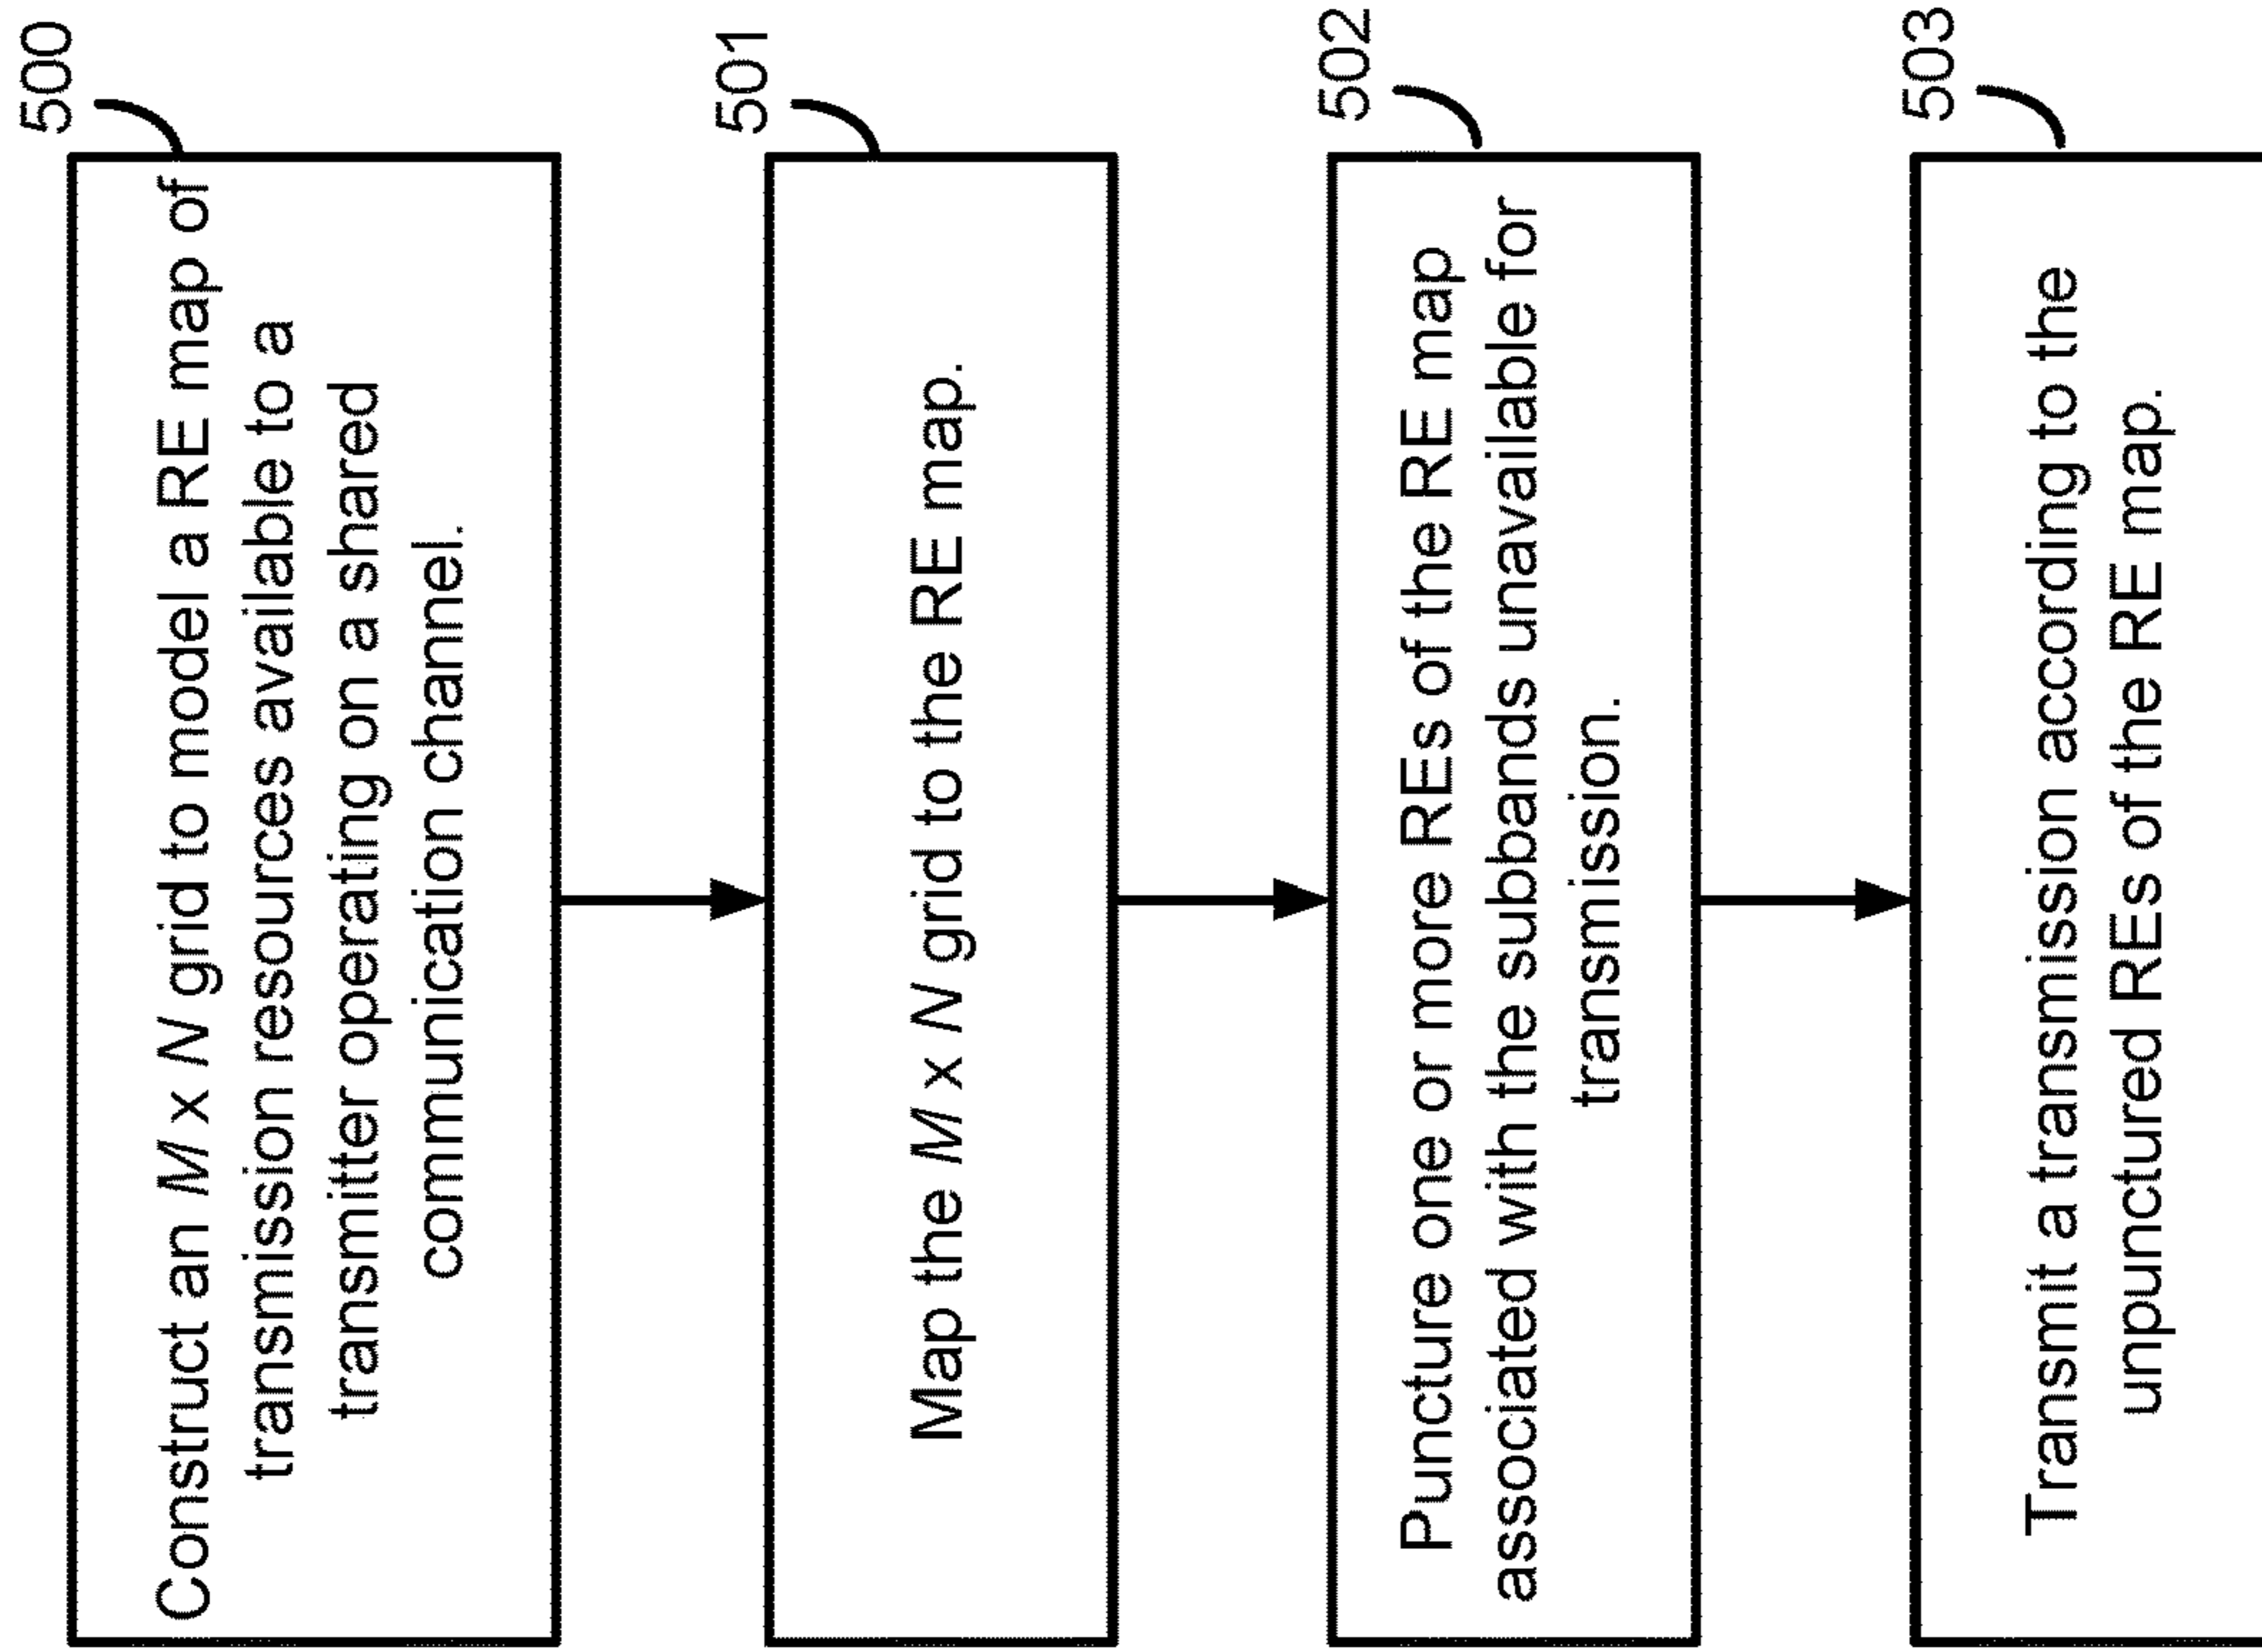 500
Construct an M x N grid to model a RE map of
transmission resources available to a
transmitter operating on a shared
communication channel.
501
Map the M x N grid to the RE map.
502
Puncture one or more REs of the RE map
associated with the subbands unavailable for
transmission.
503
Transmit a transmission according to the
unpunctured REs of the RE map.